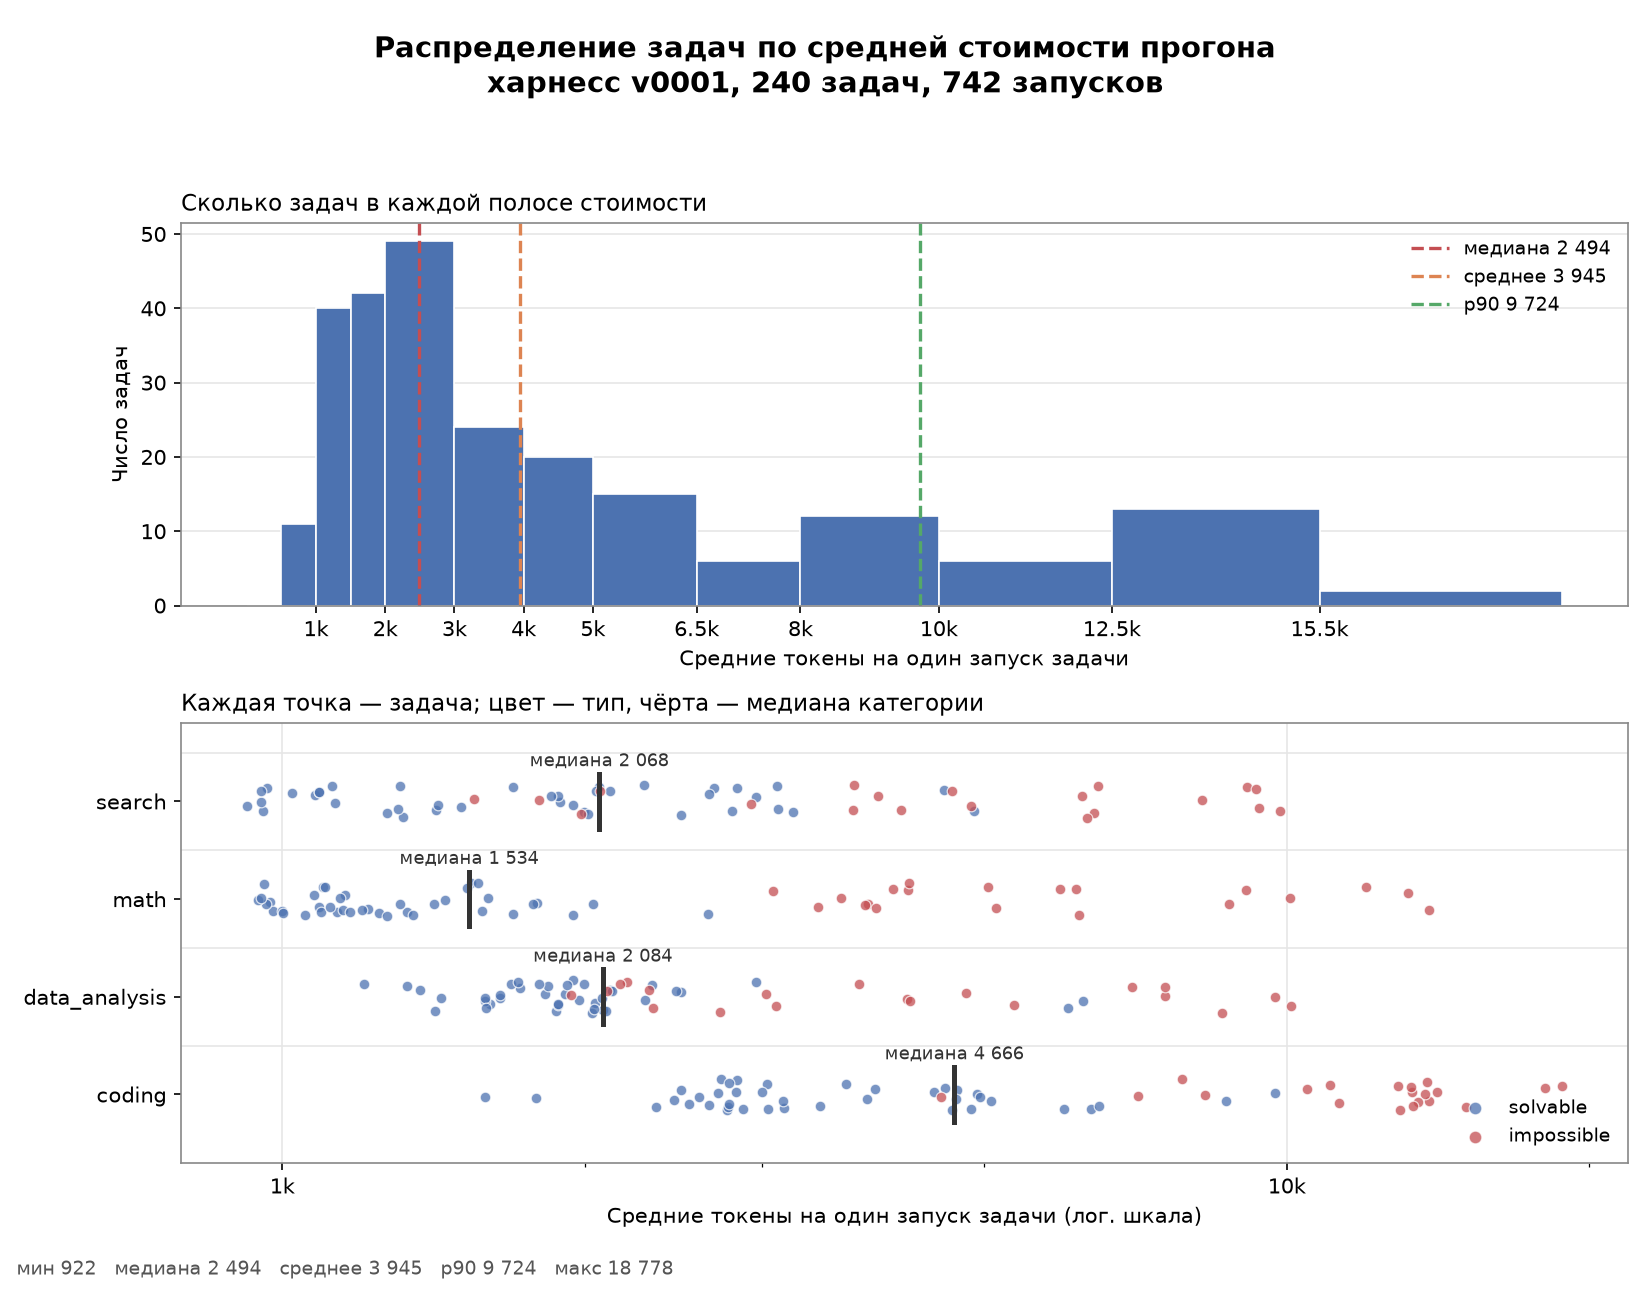 Распределение задач по средней стоимости прогона
харнесс v0001, 240 задач, 742 запусков
Сколько задач в каждой полосе стоимости
50
40
30
20
10
0
Число задач
медиана 2 494
среднее 3 945
p90 9 724
1k 2k 3k 4k 5k 6.5k 8k 10k 12.5k 15.5k
Средние токены на один запуск задачи
Каждая точка — задача; цвет — тип, чёрта — медиана категории
медиана 2 068
search
медиана 1 534
math
медиана 2 084
data_analysis
медиана 4 666
coding
solvable
impossible
1k 10k
Средние токены на один запуск задачи (лог. шкала)
мин 922 медиана 2 494 среднее 3 945 p90 9 724 макс 18 778